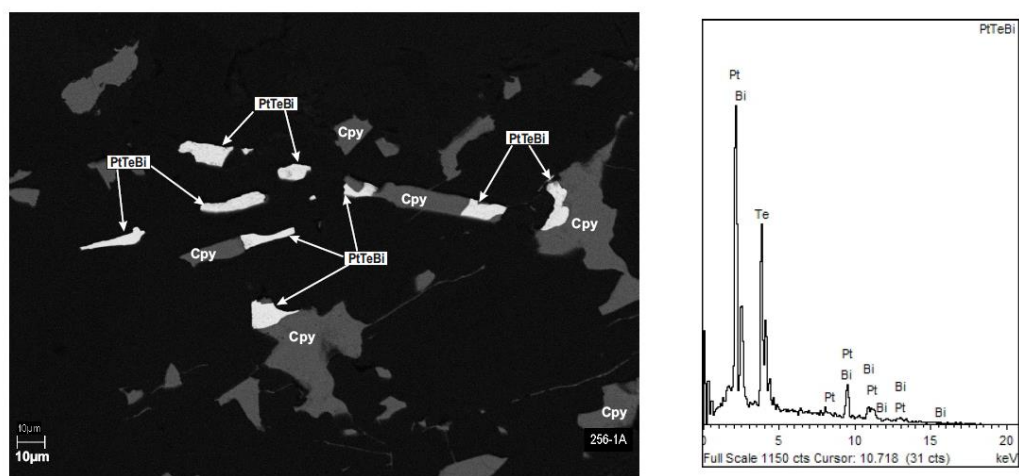 PtTeBi
PtTeBi
PtTeBi
Cpy
Cpy
Cpy
Cpy
PtTeBi
Cpy
Cpy
10µm
10µm
256-1A
PtTeBi
Pt
Bi
Te
Pt
Bi
Bi
Pt
Pt
Bi
Bi
Pt
Bi
0 5 10 15 20
Full Scale 1150 cts Cursor: 10.718 (31 cts) keV